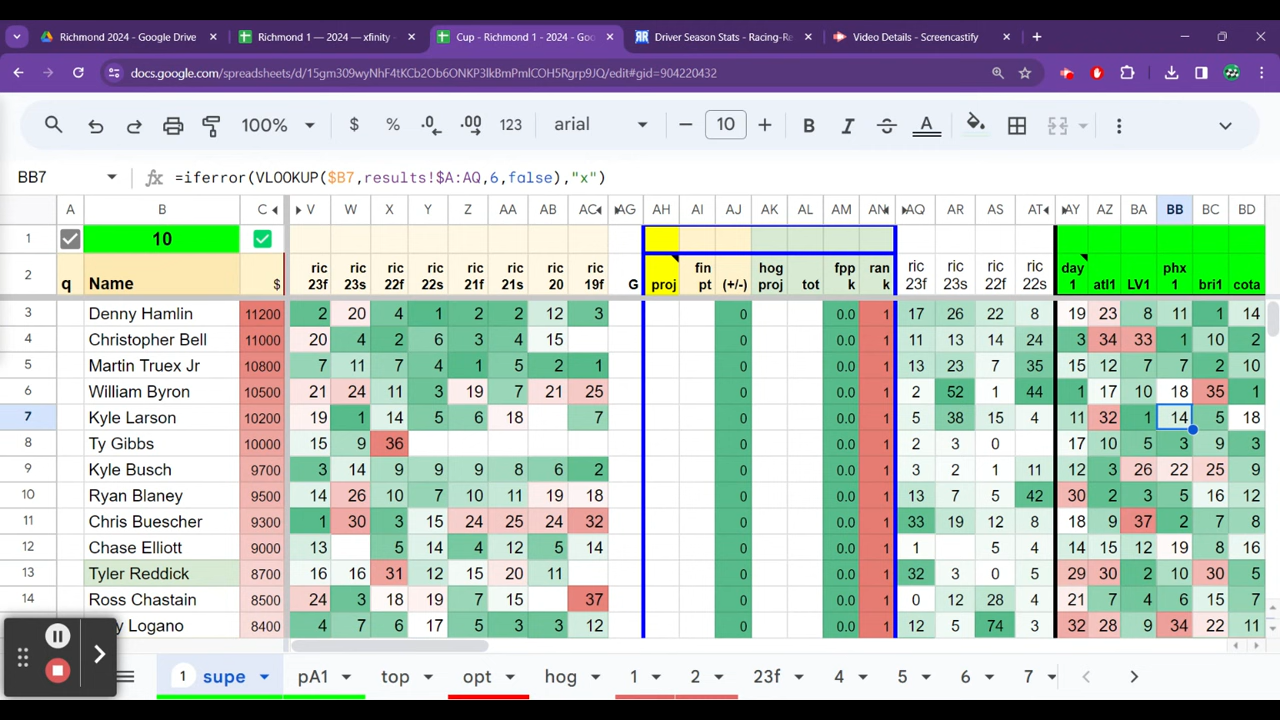 Richmond 2024 - Google Drive × Richmond 1 — 2024 — xfinity × Cup - Richmond 1 - 2024 - Goo × Driver Season Stats - Racing-Re × Video Details - Screencastify × +
docs.google.com/spreadsheets/d/15gm309wyNhF4tKCb2Ob6ONKP3lkBmPmlCOH5Rgrp9JQ/edit#gid=904220432
100% $ % .0 .00 123 arial − 10 + B I S A
BB7 fx =iferror(VLOOKUP($B7,results!$A:AQ,6,false),"x")
A B C V W X Y Z AA AB AC AG AH AI AJ AK AL AM AN AQ AR AS AT AY AZ BA BB BC BD
1 10
2 q Name $ ric 23f ric 23s ric 22f ric 22s ric 21f ric 21s ric 20 ric 19f G proj fin pt (+/-) hog proj tot fpp k ran k ric 23f ric 23s ric 22f ric 22s day 1 atl1 LV1 phx 1 bri1 cota
3 Denny Hamlin 11200 2 20 4 1 2 2 12 3 0 0.0 1 17 26 22 8 19 23 8 11 1 14
4 Christopher Bell 11000 20 4 2 6 3 4 15 0 0.0 1 11 13 14 24 3 34 33 1 10 2
5 Martin Truex Jr 10800 7 11 7 4 1 5 2 1 0 0.0 1 13 23 7 35 15 12 7 7 2 10
6 William Byron 10500 21 24 11 3 19 7 21 25 0 0.0 1 2 52 1 44 1 17 10 18 35 1
7 Kyle Larson 10200 19 1 14 5 6 18 7 0 0.0 1 5 38 15 4 11 32 1 14 5 18
8 Ty Gibbs 10000 15 9 36 0 0.0 1 2 3 0 17 10 5 3 9 3
9 Kyle Busch 9700 3 14 9 9 9 8 6 2 0 0.0 1 3 2 1 11 12 3 26 22 25 9
10 Ryan Blaney 9500 14 26 10 7 10 11 19 18 0 0.0 1 13 7 5 42 30 2 3 5 16 12
11 Chris Buescher 9300 1 30 3 15 24 25 24 32 0 0.0 1 33 19 12 8 18 9 37 2 7 8
12 Chase Elliott 9000 13 5 14 4 12 5 14 0 0.0 1 1 5 4 14 15 12 19 8 16
13 Tyler Reddick 8700 16 16 31 12 15 20 11 0 0.0 1 32 3 0 5 29 30 2 10 30 5
14 Ross Chastain 8500 24 3 18 19 7 15 37 0 0.0 1 0 12 28 4 21 7 4 6 15 7
y Logano 8400 4 7 6 17 5 3 3 12 0 0.0 1 12 5 74 3 32 28 9 34 22 11
1 supe pA1 top opt hog 1 2 23f 4 5 6 7